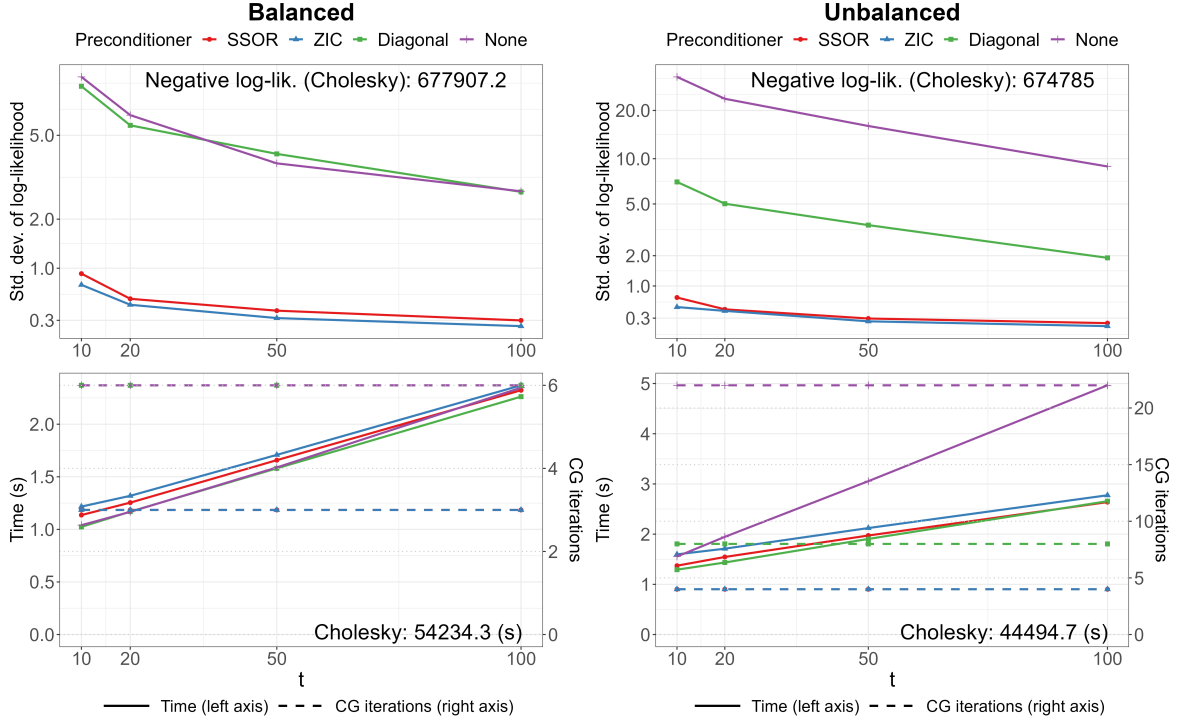 Balanced
Preconditioner SSOR ZIC Diagonal None
Negative log-lik. (Cholesky): 677907.2
Std. dev. of log-likelihood
5.0
2.0
1.0
0.3
10 20 50 100
Time (s)
2.0
1.5
1.0
0.5
0.0
6
4
2
0
CG iterations
Cholesky: 54234.3 (s)
10 20 50 100
t
Time (left axis) CG iterations (right axis)
Unbalanced
Preconditioner SSOR ZIC Diagonal None
Negative log-lik. (Cholesky): 674785
Std. dev. of log-likelihood
20.0
10.0
5.0
2.0
1.0
0.3
10 20 50 100
Time (s)
5
4
3
2
1
0
20
15
10
5
0
CG iterations
Cholesky: 44494.7 (s)
10 20 50 100
t
Time (left axis) CG iterations (right axis)